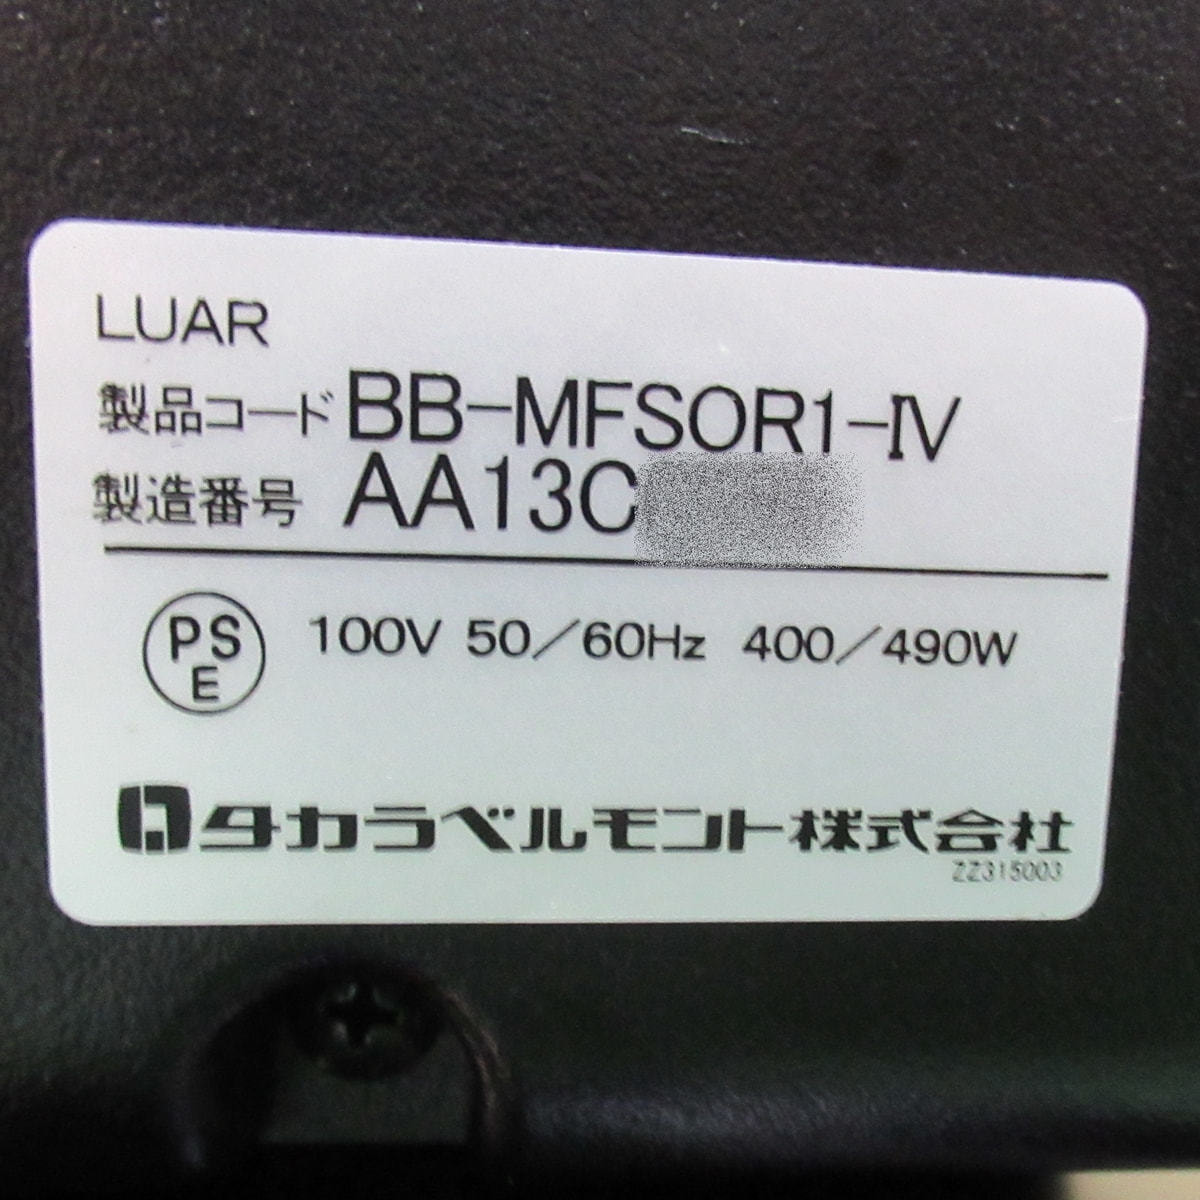 LUAR
製品コード BB-MFSOR1-IV
製造番号 AA13C
PSE 100V 50/60Hz 400/490W
タカラベルモント株式会社
ZZ315003